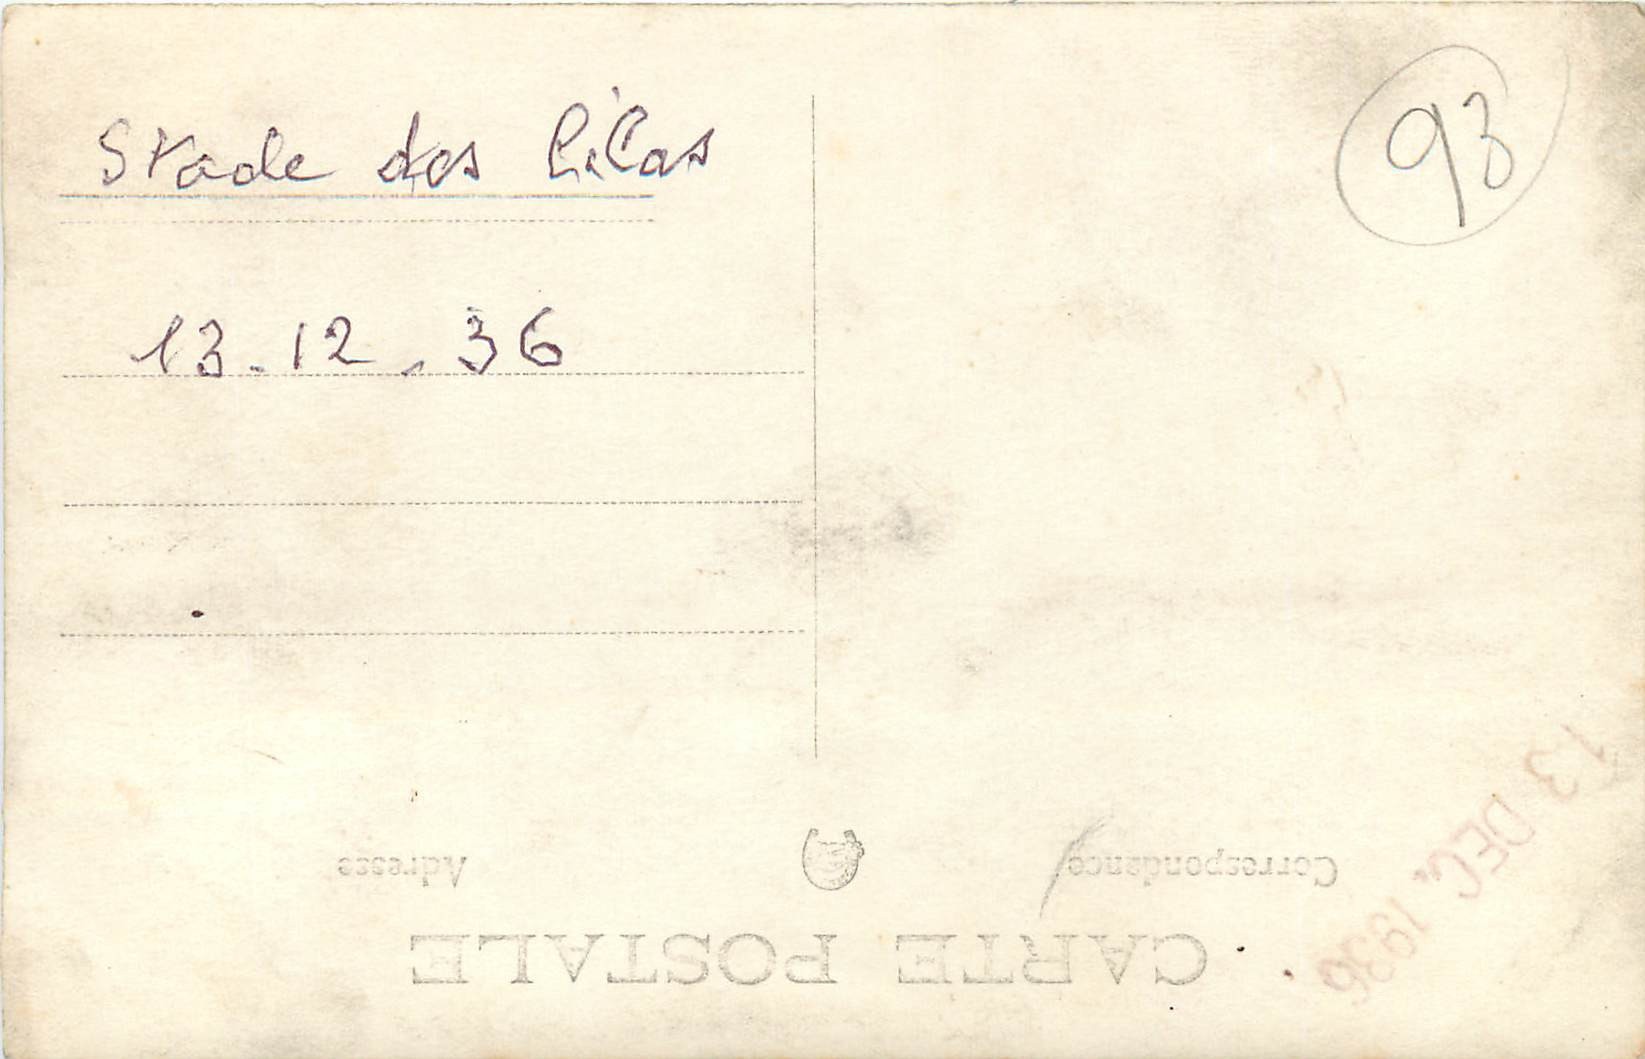 Stade des Lilas
93
13.12.36
13 DEC. 1936
Adresse
Correspondance
CARTE POSTALE